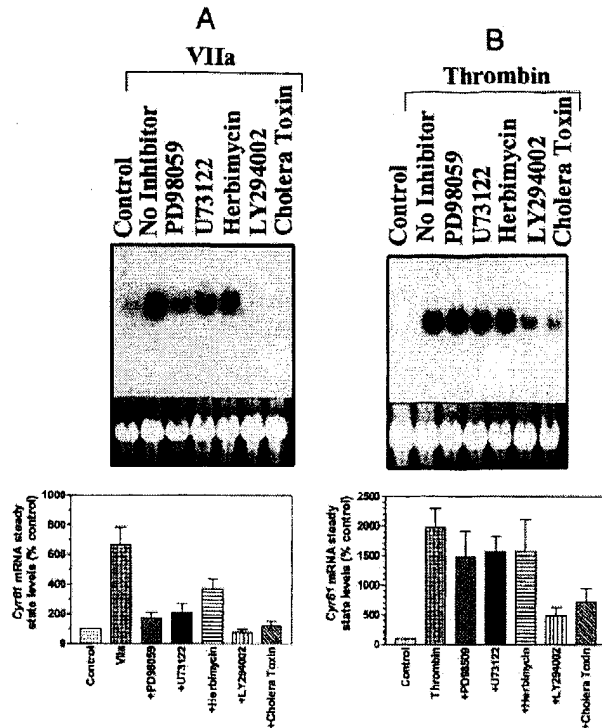 A
VIIa
Control
No Inhibitor
PD98059
U73122
Herbimycin
LY294002
Cholera Toxin
B
Thrombin
Control
No Inhibitor
PD98059
U73122
Herbimycin
LY294002
Cholera Toxin
Cyr61 mRNA steady
state levels (% control)
1000
800
600
400
200
0
Control
VIIa
+PD98059
+U73122
+Herbimycin
+LY294002
+Cholera Toxin
Cyr61 mRNA steady
state levels (% control)
2500
2000
1500
1000
500
0
Control
Thrombin
+PD98509
+U73122
+Herbimycin
+LY294002
+Cholera Toxin